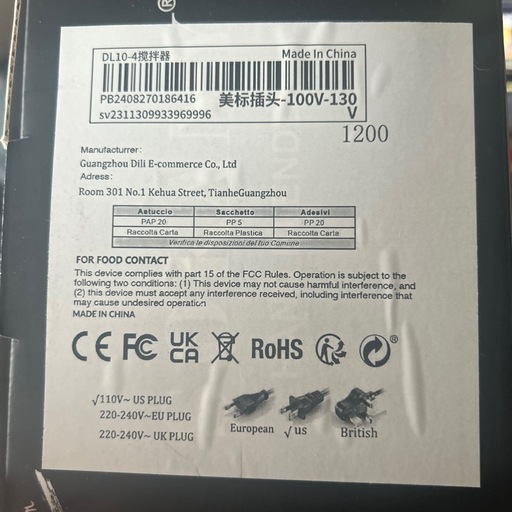 DL10-4搅拌器
Made In China
PB2408270186416
美标插头-100V-130V
sv2311309933969996
1200
Manufacturrer:
Guangzhou Dili E-commerce Co., Ltd
Adress:
Room 301 No.1 Kehua Street, TianheGuangzhou
Astuccio Sacchetto Adesivi
PAP 20 PP 5 PP 20
Raccolta Carta Raccolta Plastica Raccolta Carta
Verifica le disposizioni del tuo Comune
FOR FOOD CONTACT
This device complies with part 15 of the FCC Rules. Operation is subject to the
following two conditions: (1) This device may not cause harmful interference, and
(2) this device must accept any interference received, including interference that
may cause undesired operation
MADE IN CHINA
CE FC UK CA RoHS
√110V~ US PLUG
220-240V~EU PLUG
220-240V~ UK PLUG
European √us British